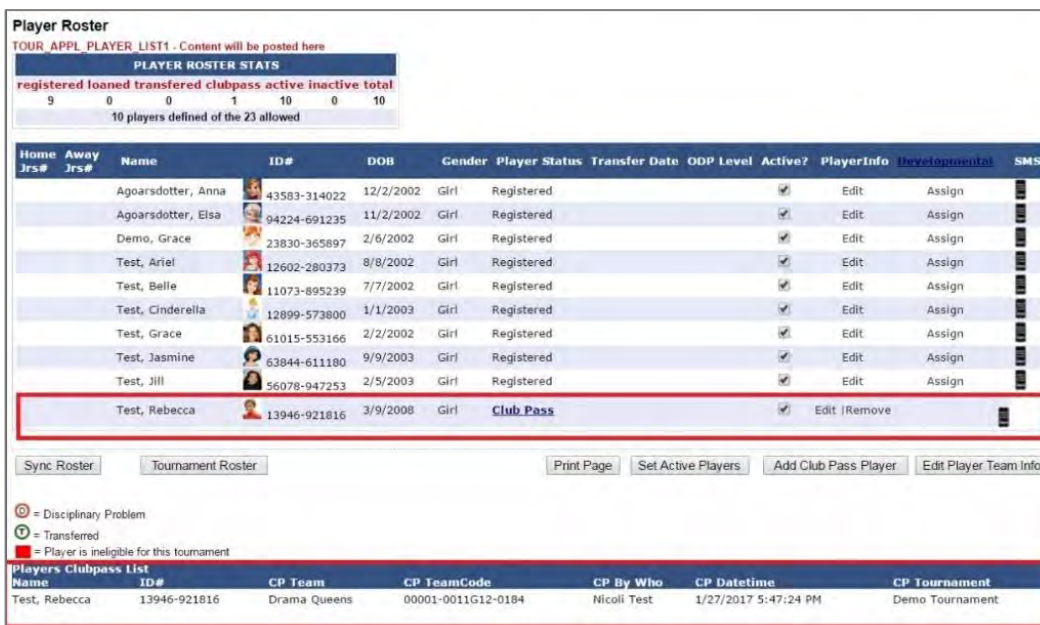 Player Roster
TOUR_APPL_PLAYER_LIST1 - Content will be posted here
PLAYER ROSTER STATS
registered loaned transfered clubpass active inactive total
9 0 0 1 10 0 10
10 players defined of the 23 allowed
Home Jrs# Away Jrs# Name ID# DOB Gender Player Status Transfer Date ODP Level Active? PlayerInfo Developmental SMS
Agoarsdotter, Anna 43583-314022 12/2/2002 Girl Registered Edit Assign
Agoarsdotter, Elsa 94224-691235 11/2/2002 Girl Registered Edit Assign
Demo, Grace 23830-365897 2/6/2002 Girl Registered Edit Assign
Test, Ariel 12602-280373 8/8/2002 Girl Registered Edit Assign
Test, Belle 11073-895239 7/7/2002 Girl Registered Edit Assign
Test, Cinderella 12899-573800 1/1/2003 Girl Registered Edit Assign
Test, Grace 61015-553166 2/2/2002 Girl Registered Edit Assign
Test, Jasmine 63844-611180 9/9/2003 Girl Registered Edit Assign
Test, Jill 56078-947253 2/5/2003 Girl Registered Edit Assign
Test, Rebecca 13946-921816 3/9/2008 Girl Club Pass Edit |Remove
Sync Roster Tournament Roster Print Page Set Active Players Add Club Pass Player Edit Player Team Info
C = Disciplinary Problem
T = Transferred
= Player is ineligible for this tournament
Players Clubpass List
Name ID# CP Team CP TeamCode CP By Who CP Datetime CP Tournament
Test, Rebecca 13946-921816 Drama Queens 00001-0011G12-0184 Nicoli Test 1/27/2017 5:47:24 PM Demo Tournament